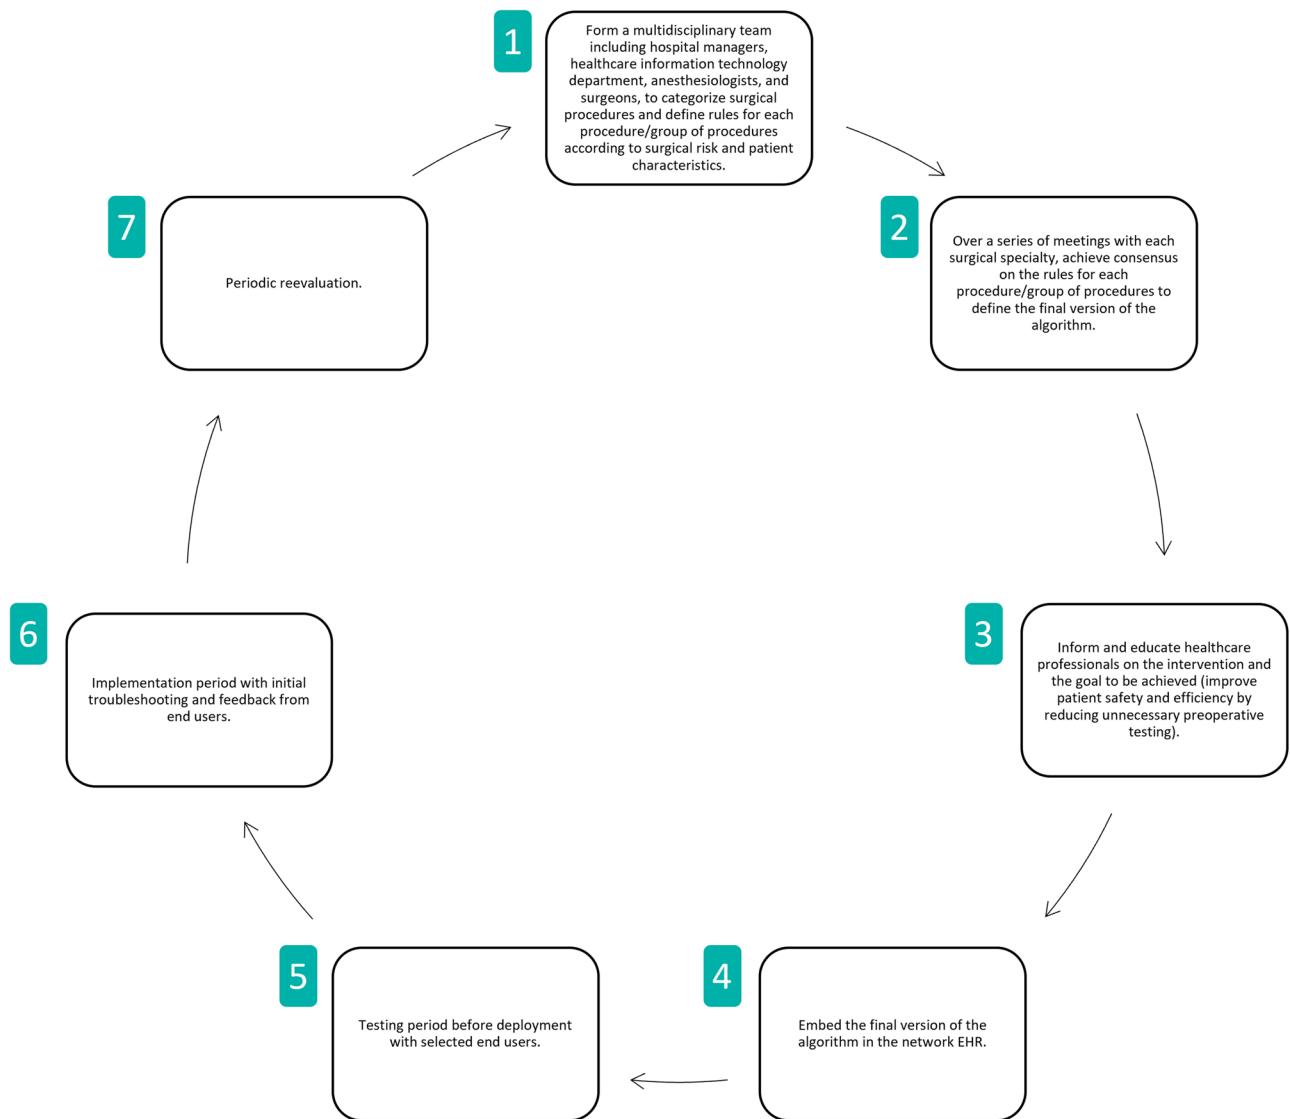 1
Form a multidisciplinary team
including hospital managers,
healthcare information technology
department, anesthesiologists, and
surgeons, to categorize surgical
procedures and define rules for each
procedure/group of procedures
according to surgical risk and patient
characteristics.
2
Over a series of meetings with each
surgical specialty, achieve consensus
on the rules for each
procedure/group of procedures to
define the final version of the
algorithm.
3
Inform and educate healthcare
professionals on the intervention and
the goal to be achieved (improve
patient safety and efficiency by
reducing unnecessary preoperative
testing).
4
Embed the final version of the
algorithm in the network EHR.
5
Testing period before deployment
with selected end users.
6
Implementation period with initial
troubleshooting and feedback from
end users.
7
Periodic reevaluation.